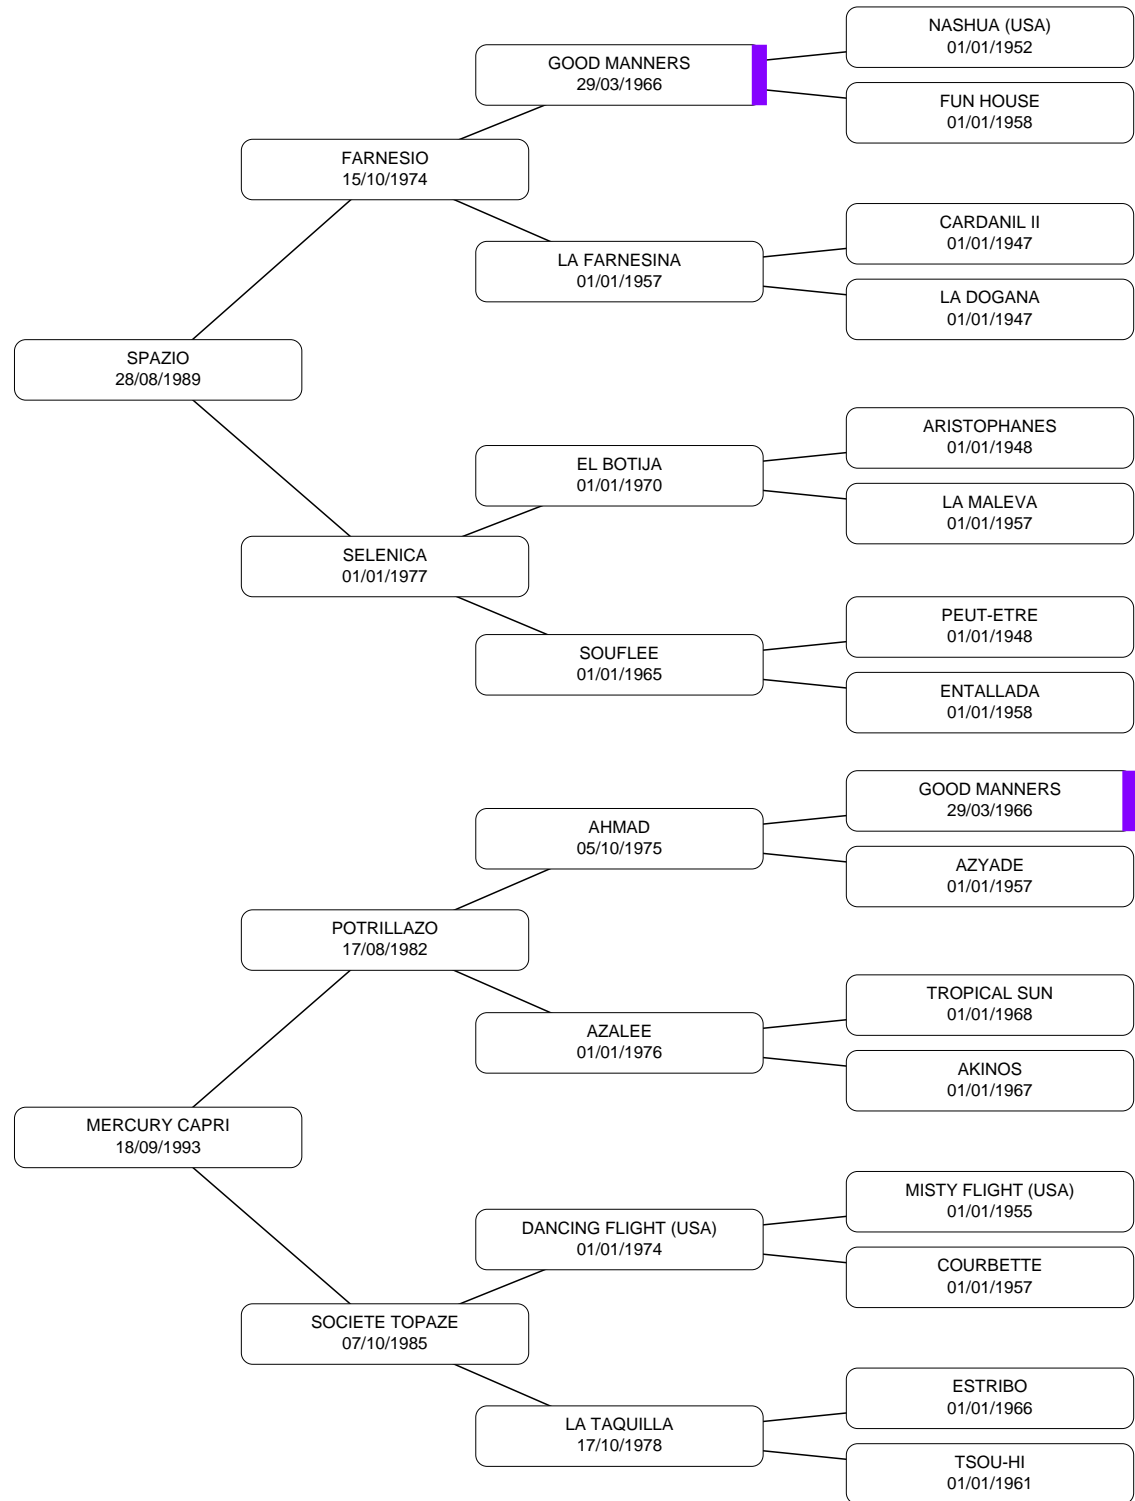 NASHUA (USA)
01/01/1952
GOOD MANNERS
29/03/1966
FUN HOUSE
01/01/1958
FARNESIO
15/10/1974
CARDANIL II
01/01/1947
LA FARNESINA
01/01/1957
LA DOGANA
01/01/1947
SPAZIO
28/08/1989
ARISTOPHANES
01/01/1948
EL BOTIJA
01/01/1970
LA MALEVA
01/01/1957
SELENICA
01/01/1977
PEUT-ETRE
01/01/1948
SOUFLEE
01/01/1965
ENTALLADA
01/01/1958
GOOD MANNERS
29/03/1966
AHMAD
05/10/1975
AZYADE
01/01/1957
POTRILLAZO
17/08/1982
TROPICAL SUN
01/01/1968
AZALEE
01/01/1976
AKINOS
01/01/1967
MERCURY CAPRI
18/09/1993
MISTY FLIGHT (USA)
01/01/1955
DANCING FLIGHT (USA)
01/01/1974
COURBETTE
01/01/1957
SOCIETE TOPAZE
07/10/1985
ESTRIBO
01/01/1966
LA TAQUILLA
17/10/1978
TSOU-HI
01/01/1961